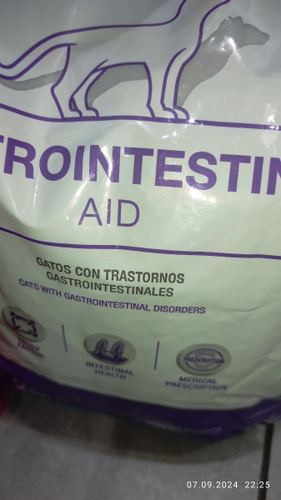 TROINTESTIN
AID
GATOS CON TRASTORNOS
GASTROINTESTINALES
CATS WITH GASTROINTESTINAL DISORDERS
INTESTINAL
HEALTH
PRESCRIPTION
MEDICAL
PRESCRIPTION
07.09.2024 22:25